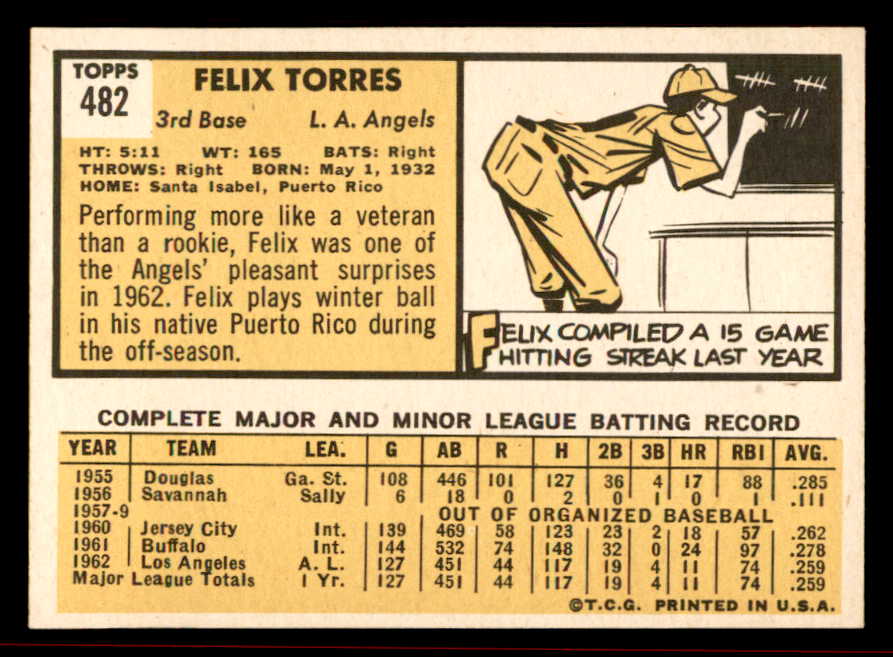 TOPPS
482
FELIX TORRES
3rd Base L. A. Angels
HT: 5:11 WT: 165 BATS: Right
THROWS: Right BORN: May 1, 1932
HOME: Santa Isabel, Puerto Rico
Performing more like a veteran
than a rookie, Felix was one of
the Angels' pleasant surprises
in 1962. Felix plays winter ball
in his native Puerto Rico during
the off-season.
FELIX COMPILED A 15 GAME
HITTING STREAK LAST YEAR
COMPLETE MAJOR AND MINOR LEAGUE BATTING RECORD
YEAR TEAM LEA. G AB R H 2B 3B HR RBI AVG.
1955 Douglas Ga. St. 108 446 101 127 36 4 17 88 .285
1956 Savannah Sally 6 18 0 2 0 1 0 1 .111
1957-9 OUT OF ORGANIZED BASEBALL
1960 Jersey City Int. 139 469 58 123 23 2 18 57 .262
1961 Buffalo Int. 144 532 74 148 32 0 24 97 .278
1962 Los Angeles A. L. 127 451 44 117 19 4 11 74 .259
Major League Totals 1 Yr. 127 451 44 117 19 4 11 74 .259
©T.C.G. PRINTED IN U.S.A.